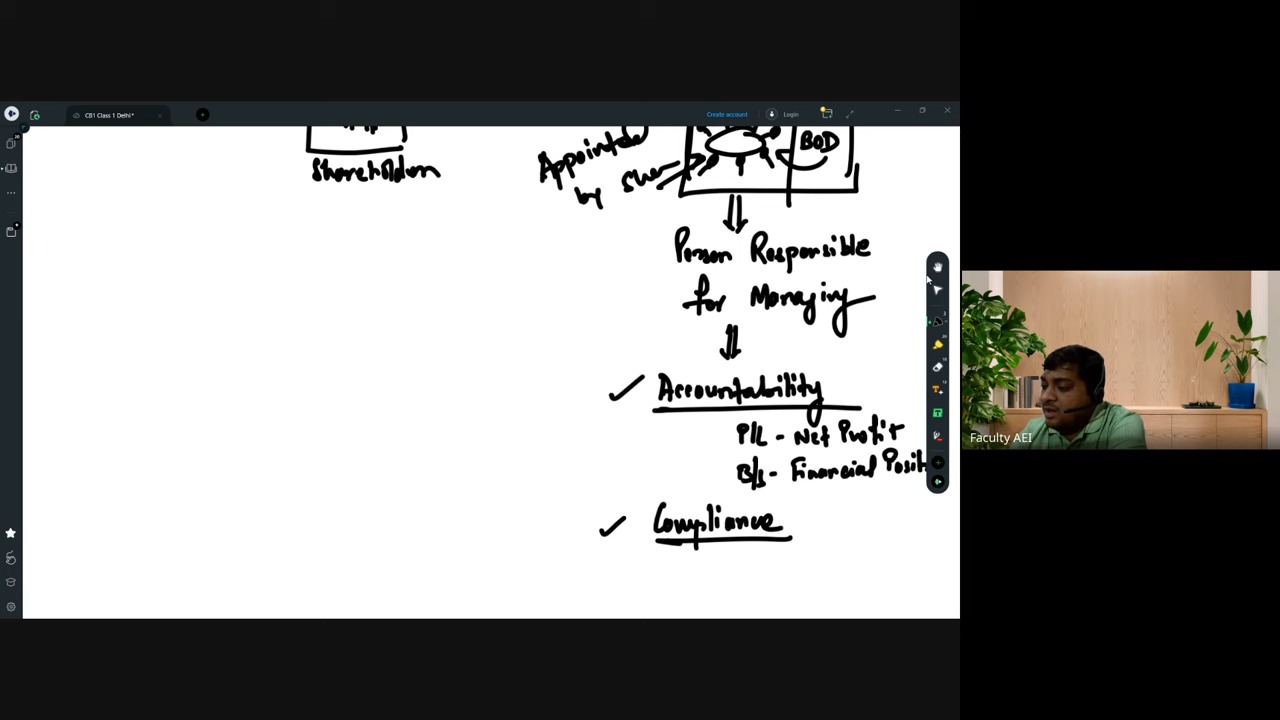 CB1 Class 1 Delhi*
Create account
Login
Shareholders
Appointed
by Share
BOD
Person Responsible
for Managing
Accountability
P/L - Net Profit
B/s - Financial Posit
Compliance
Faculty AEI